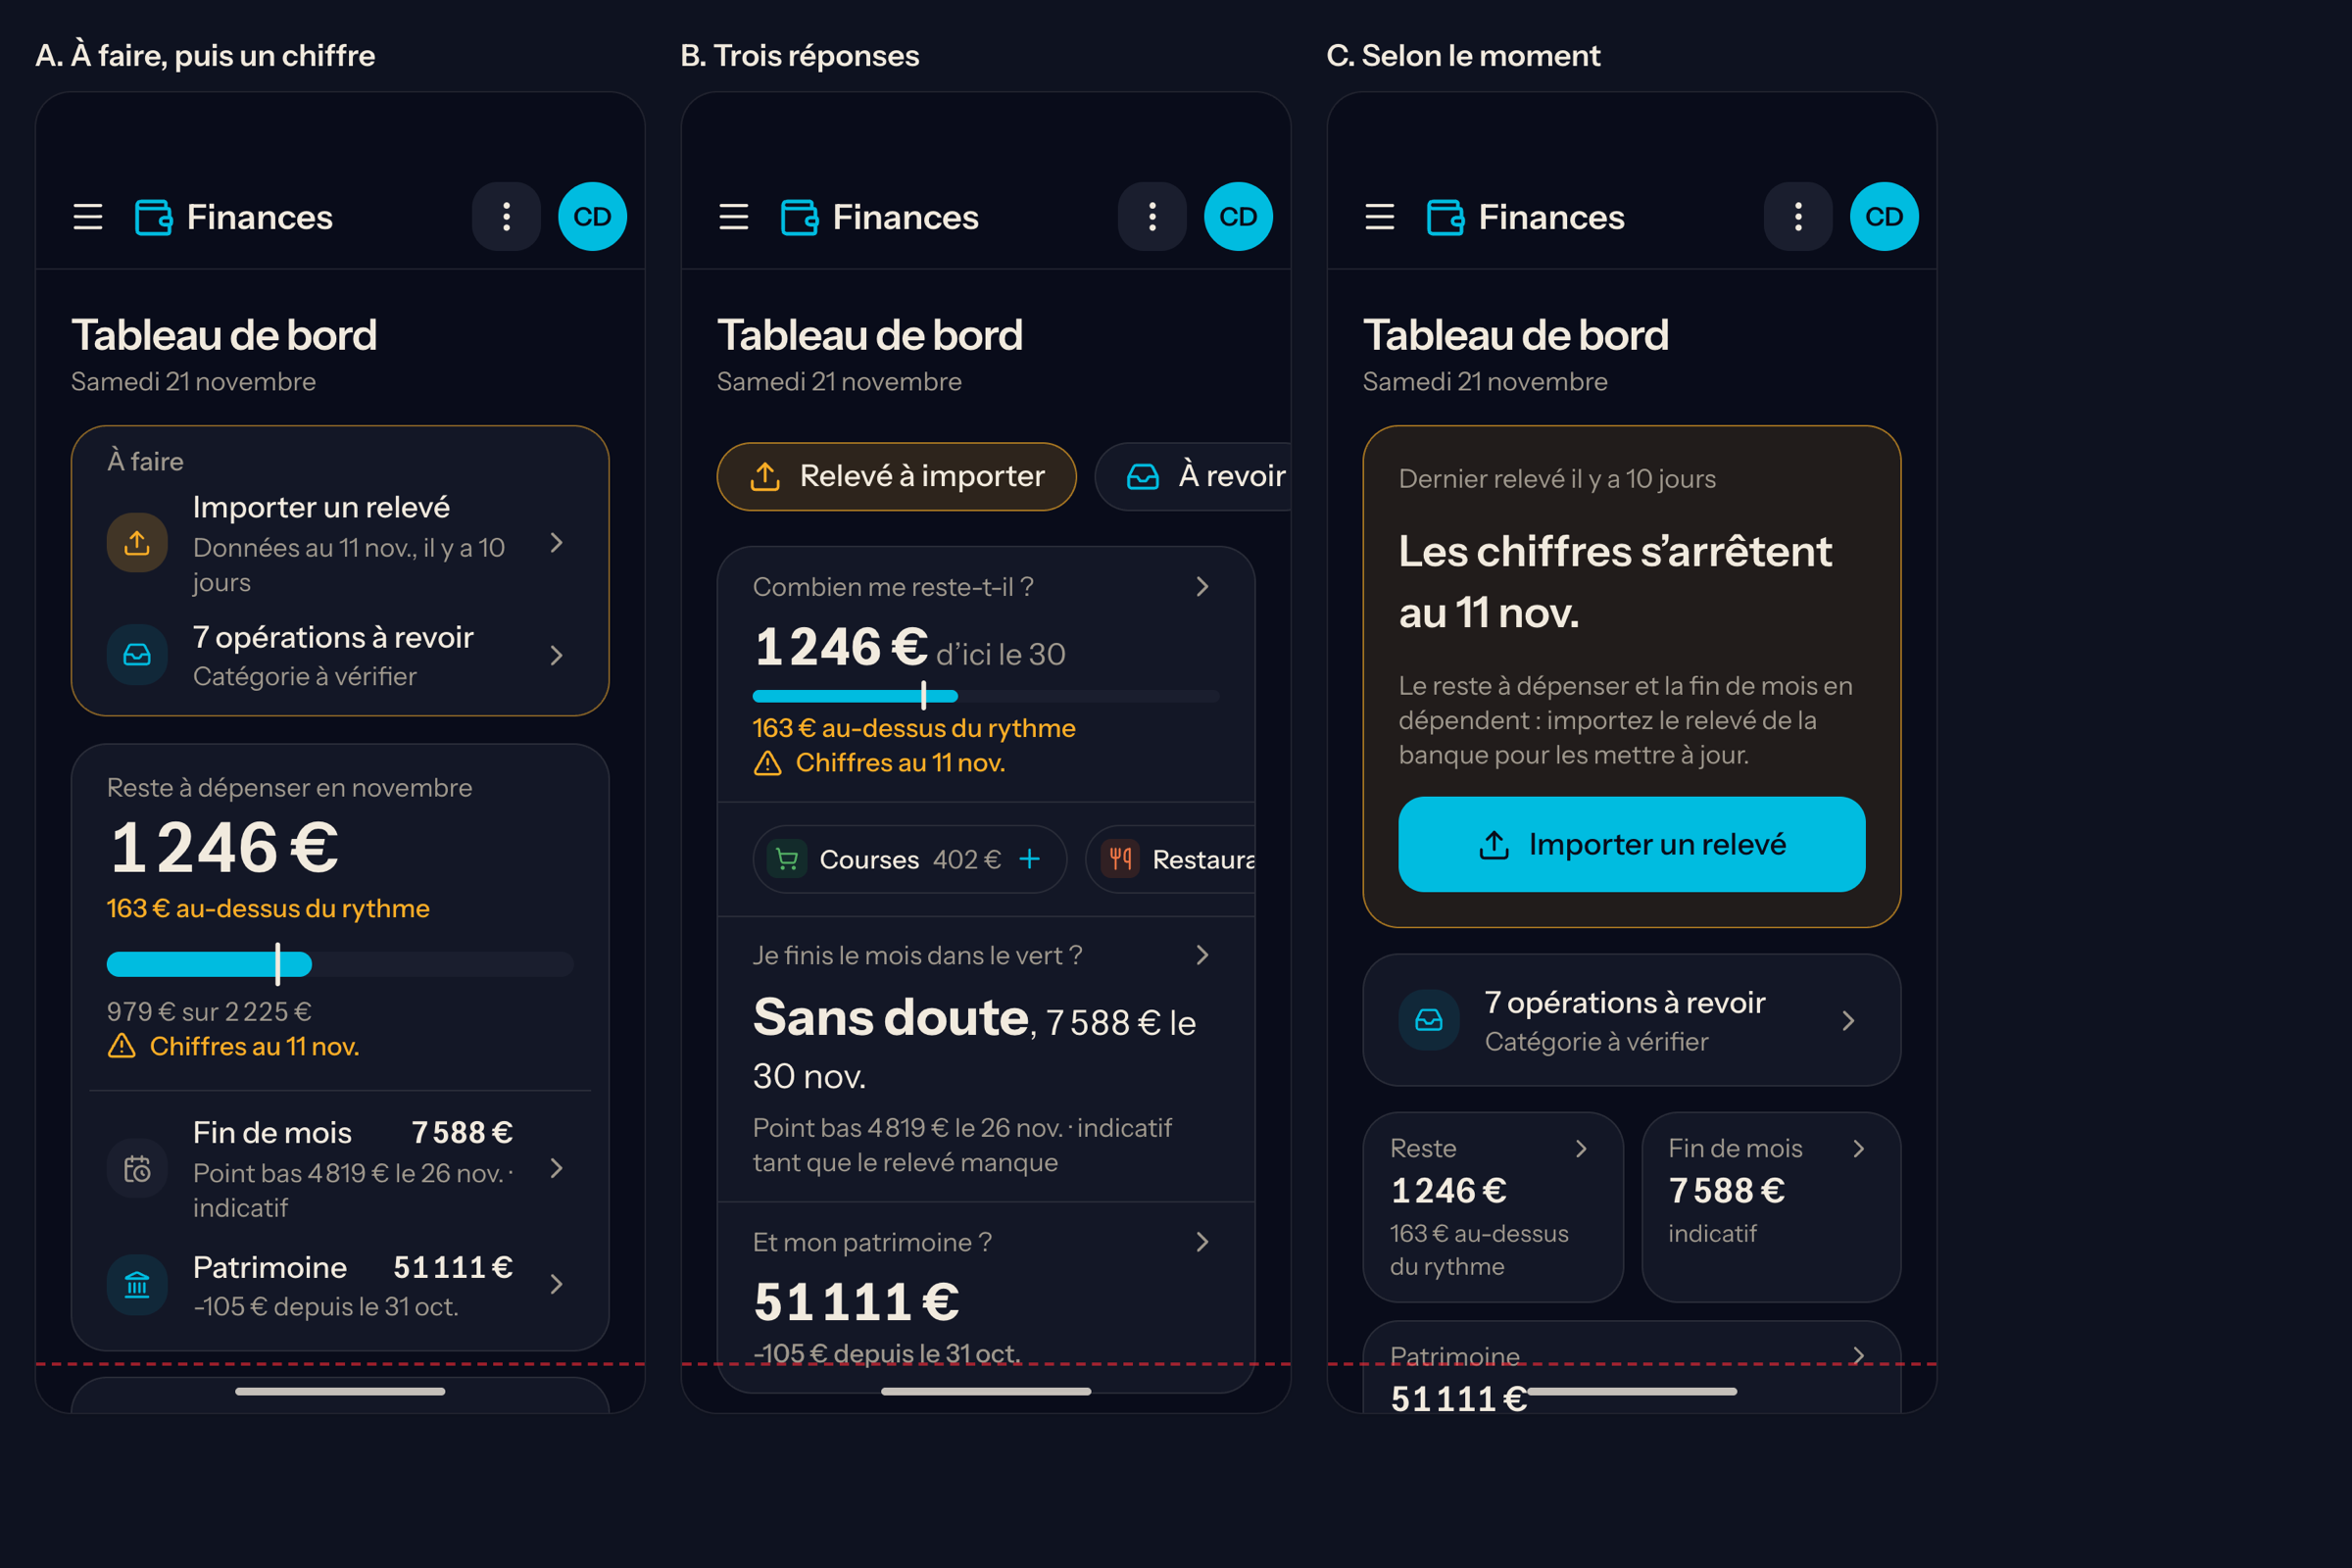 A. À faire, puis un chiffre
Finances
CD
Tableau de bord
Samedi 21 novembre
À faire
Importer un relevé
Données au 11 nov., il y a 10
jours
7 opérations à revoir
Catégorie à vérifier
Reste à dépenser en novembre
1 246 €
163 € au-dessus du rythme
979 € sur 2 225 €
Chiffres au 11 nov.
Fin de mois 7 588 €
Point bas 4 819 € le 26 nov. ·
indicatif
Patrimoine 51 111 €
-105 € depuis le 31 oct.
B. Trois réponses
Finances
CD
Tableau de bord
Samedi 21 novembre
Relevé à importer
À revoir
Combien me reste-t-il ?
1 246 € d’ici le 30
163 € au-dessus du rythme
Chiffres au 11 nov.
Courses 402 € +
Restaura
Je finis le mois dans le vert ?
Sans doute, 7 588 € le
30 nov.
Point bas 4 819 € le 26 nov. · indicatif
tant que le relevé manque
Et mon patrimoine ?
51 111 €
-105 € depuis le 31 oct.
C. Selon le moment
Finances
CD
Tableau de bord
Samedi 21 novembre
Dernier relevé il y a 10 jours
Les chiffres s’arrêtent
au 11 nov.
Le reste à dépenser et la fin de mois en
dépendent : importez le relevé de la
banque pour les mettre à jour.
Importer un relevé
7 opérations à revoir
Catégorie à vérifier
Reste
1 246 €
163 € au-dessus
du rythme
Fin de mois
7 588 €
indicatif
Patrimoine
51 111 €